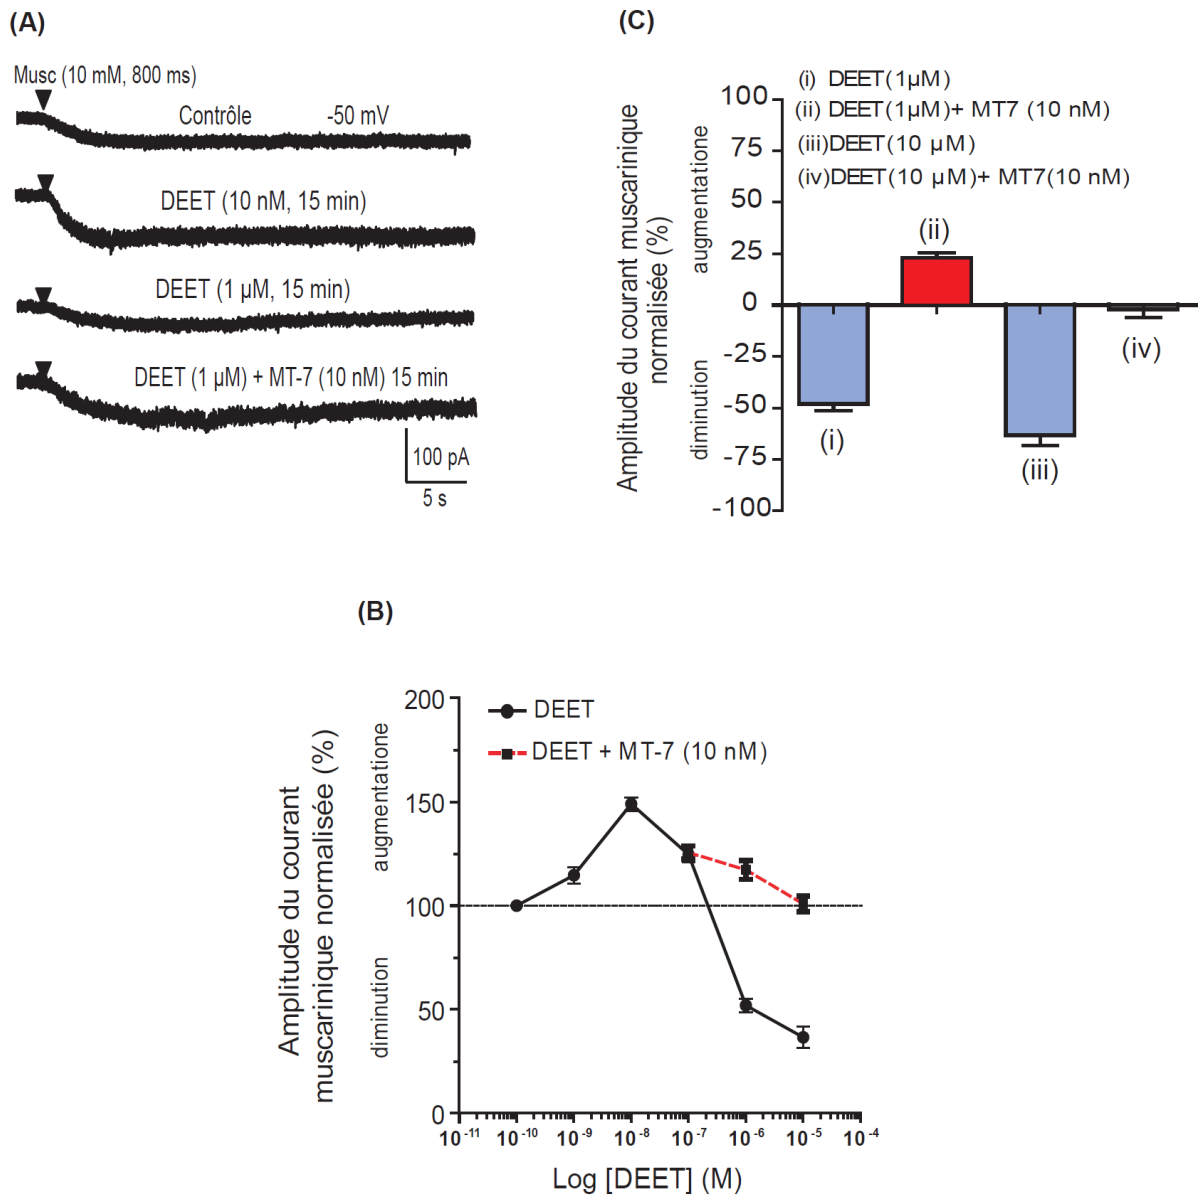 (A)
Musc (10 mM, 800 ms)
Contrôle -50 mV
DEET (10 nM, 15 min)
DEET (1 µM, 15 min)
DEET (1 µM) + MT-7 (10 nM) 15 min
100 pA
5 s
(C)
(i) DEET(1µM)
(ii) DEET(1µM)+ MT7 (10 nM)
(iii)DEET(10 µM)
(iv)DEET(10 µM)+ MT7(10 nM)
Amplitude du courant muscarinique
normalisée (%)
diminution augmentatione
100
75
50
25
0
-25
-50
-75
-100
(i)
(ii)
(iii)
(iv)
(B)
DEET
DEET + MT-7 (10 nM)
Amplitude du courant
muscarinique normalisée (%)
diminution augmentatione
200
150
100
50
0
10-11 10-10 10-9 10-8 10-7 10-6 10-5 10-4
Log [DEET] (M)